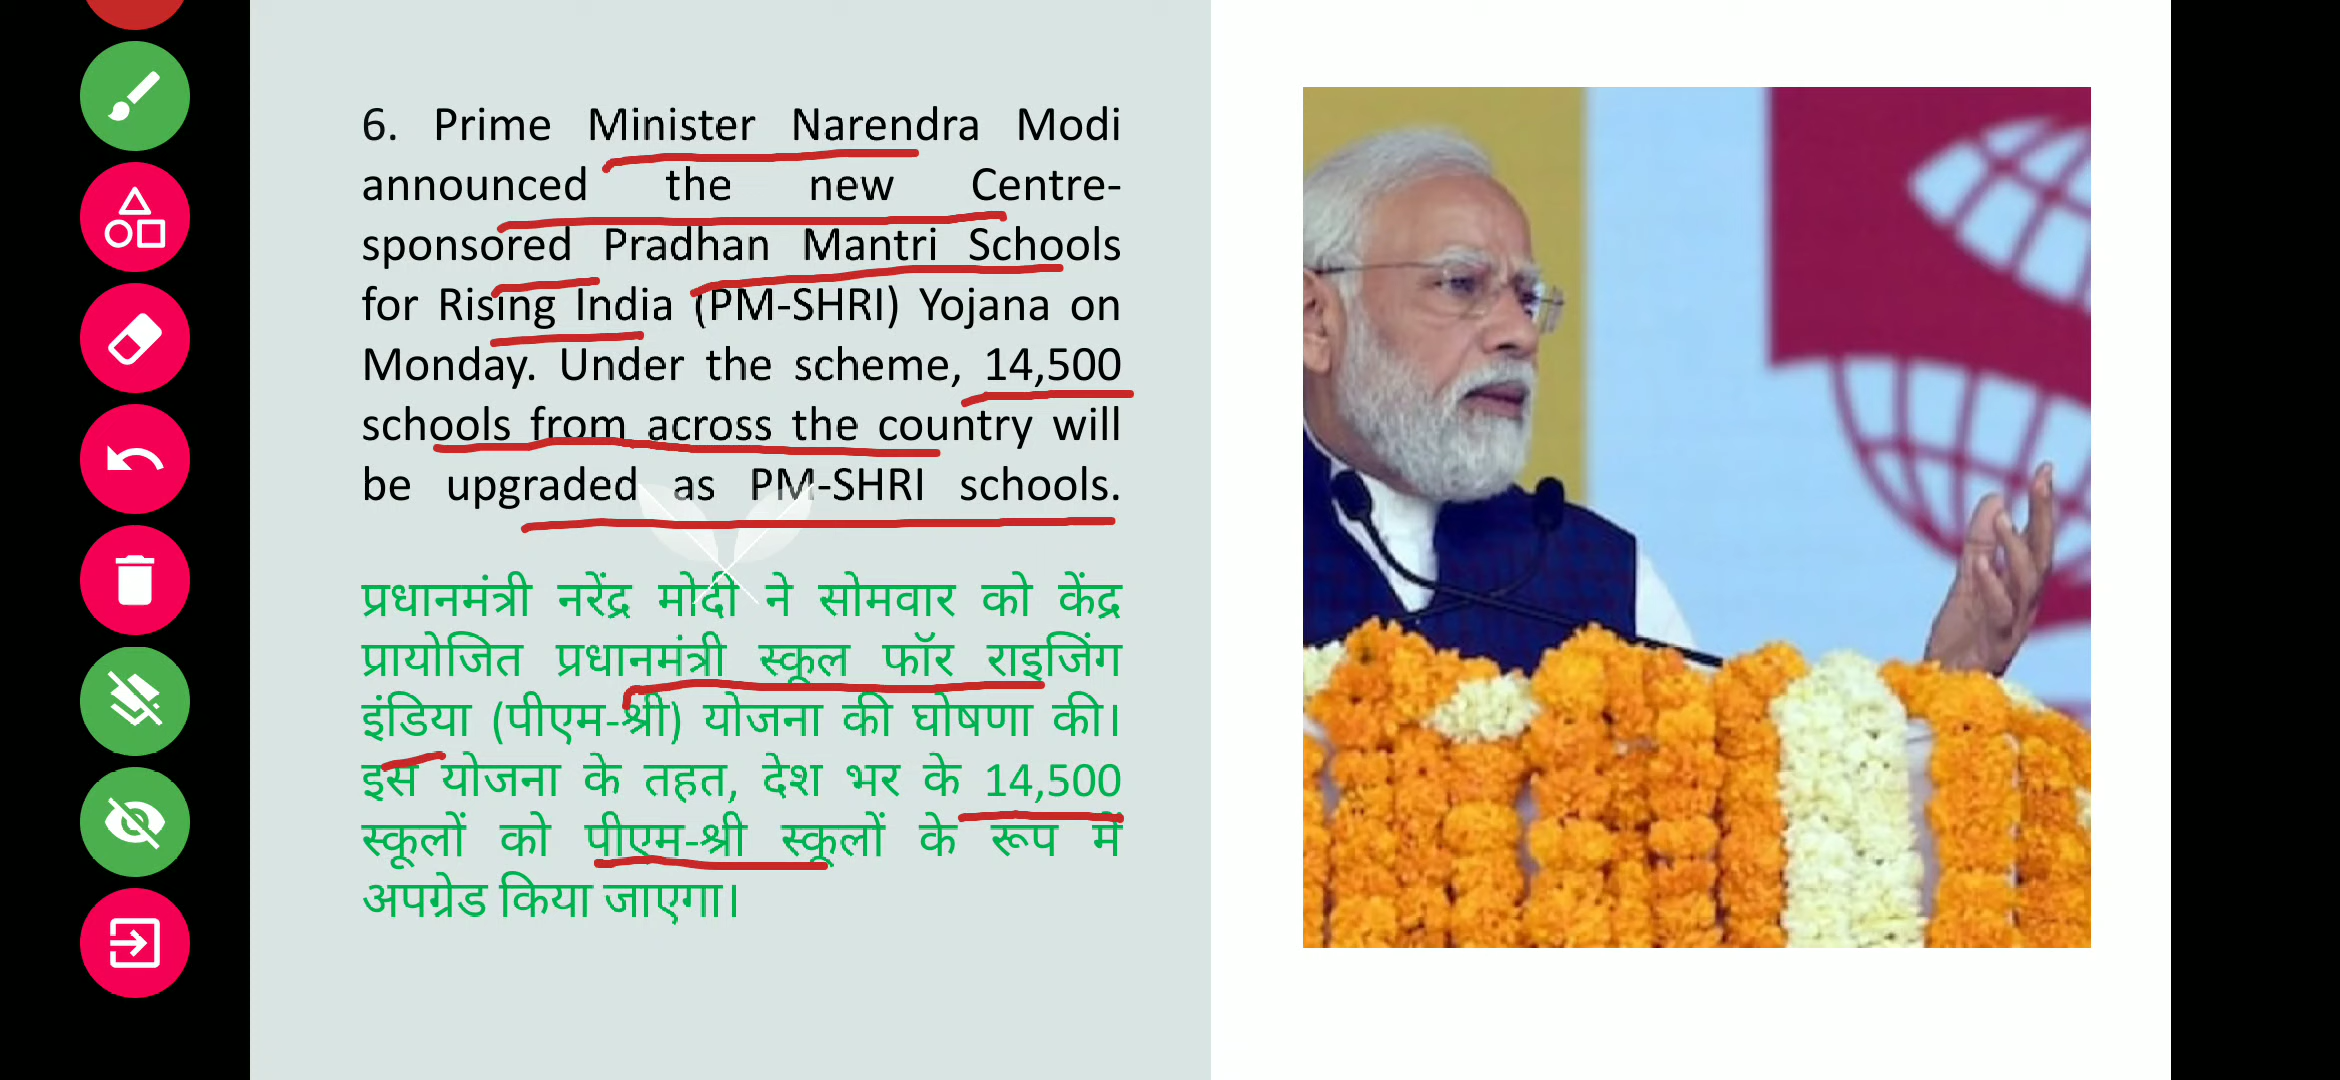 6. Prime Minister Narendra Modi
announced the new Centre-
sponsored Pradhan Mantri Schools
for Rising India (PM-SHRI) Yojana on
Monday. Under the scheme, 14,500
schools from across the country will
be upgraded as PM-SHRI schools.
प्रधानमंत्री नरेंद्र मोदी ने सोमवार को केंद्र
प्रायोजित प्रधानमंत्री स्कूल फॉर राइजिंग
इंडिया (पीएम-श्री) योजना की घोषणा की।
इस योजना के तहत, देश भर के 14,500
स्कूलों को पीएम-श्री स्कूलों के रूप में
अपग्रेड किया जाएगा।